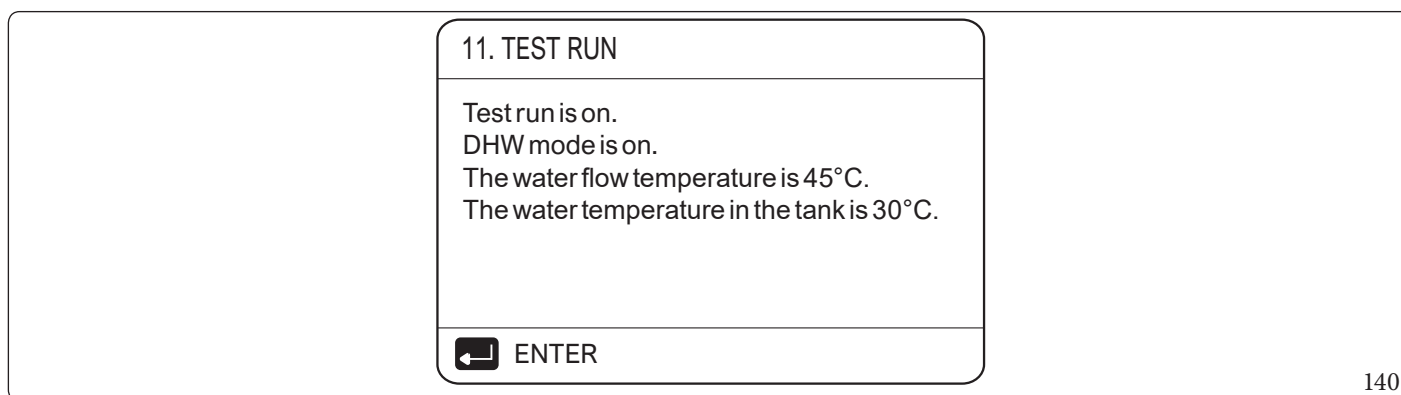 11. TEST RUN
Test run is on.
DHW mode is on.
The water flow temperature is 45°C.
The water temperature in the tank is 30°C.
ENTER
140